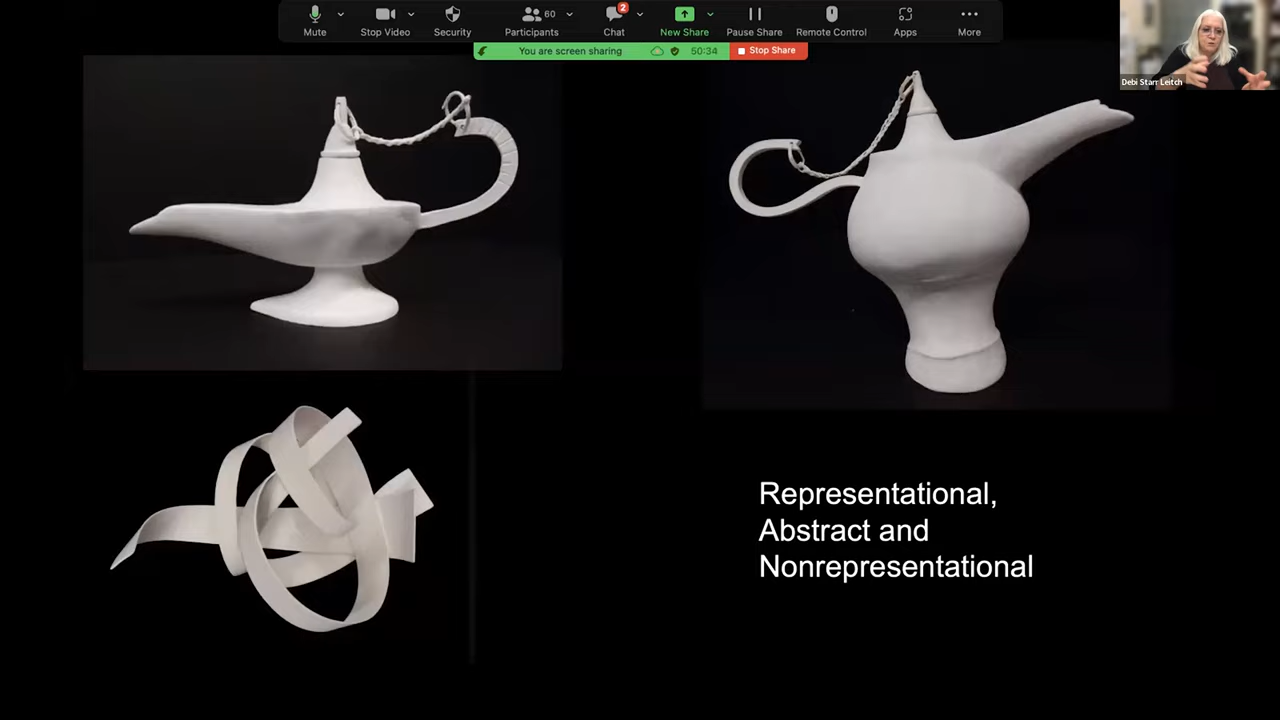 Mute
Stop Video
Security
60
Participants
2
Chat
New Share
Pause Share
Remote Control
Apps
More
You are screen sharing
50:34
Stop Share
Debi Starr Leitch
Representational,
Abstract and
Nonrepresentational